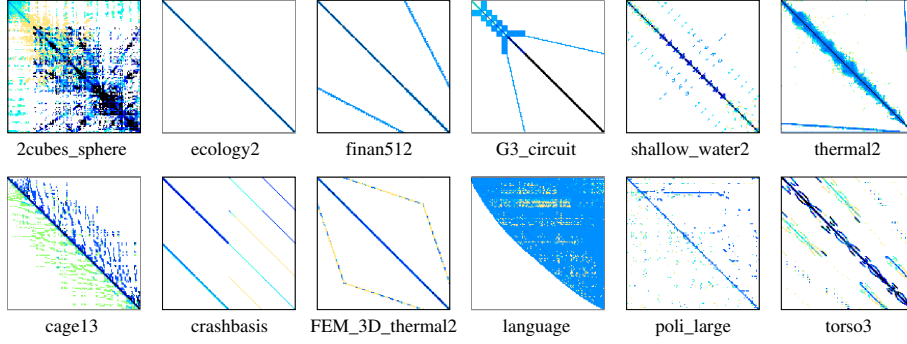 2cubes_sphere ecology2 finan512 G3_circuit shallow_water2 thermal2
cage13 crashbasis FEM_3D_thermal2 language poli_large torso3